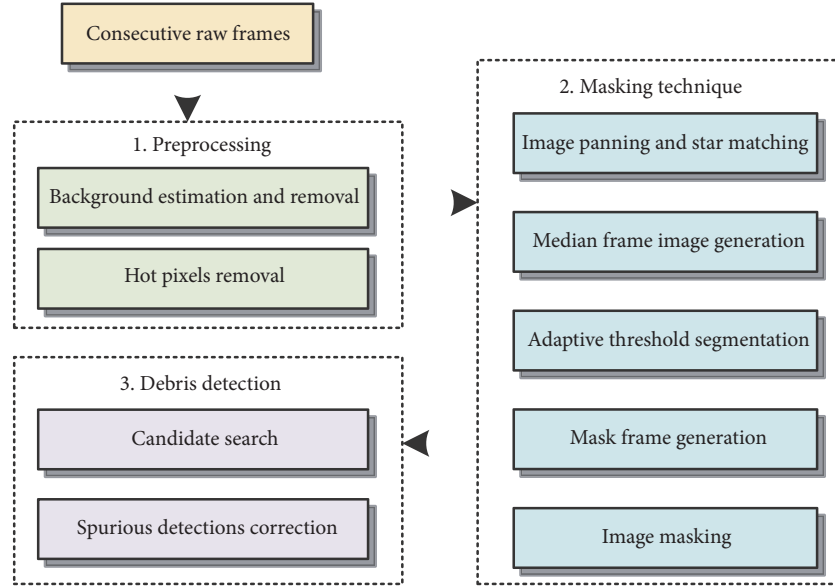 Consecutive raw frames
1. Preprocessing
Background estimation and removal
Hot pixels removal
2. Masking technique
Image panning and star matching
Median frame image generation
Adaptive threshold segmentation
Mask frame generation
Image masking
3. Debris detection
Candidate search
Spurious detections correction